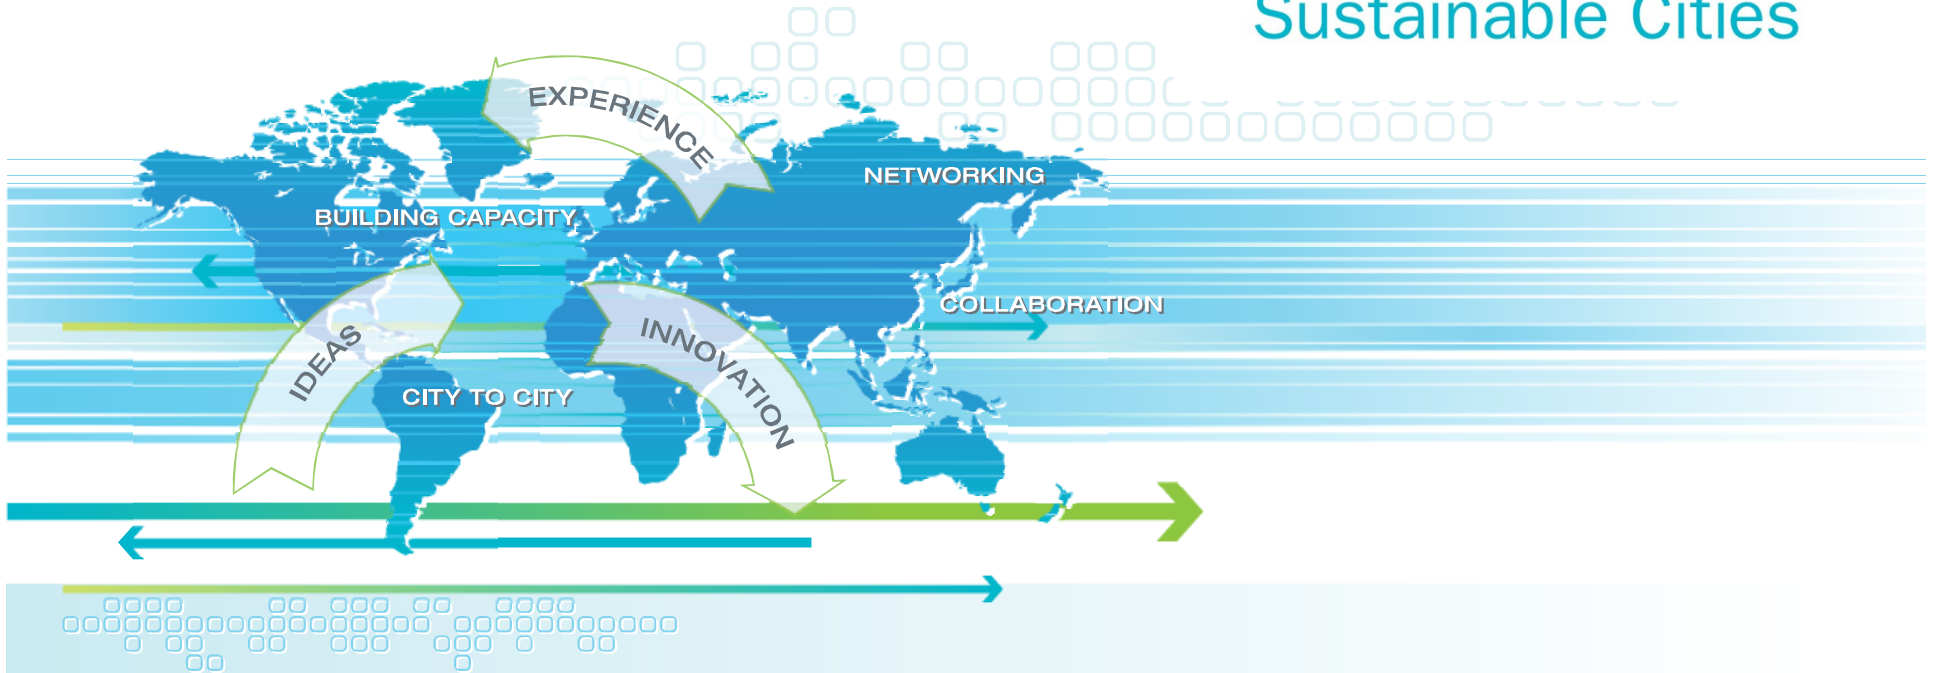 Sustainable Cities
EXPERIENCE
NETWORKING
BUILDING CAPACITY
COLLABORATION
IDEAS
INNOVATION
CITY TO CITY